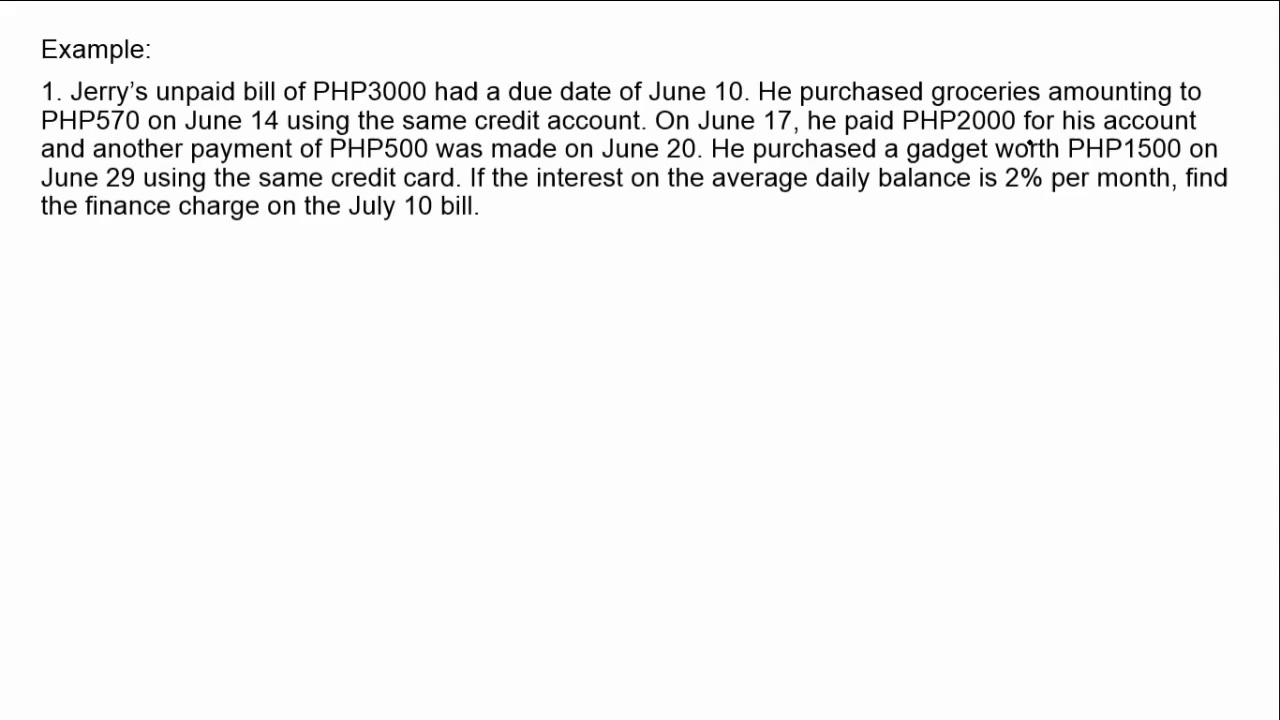 Example:
1. Jerry’s unpaid bill of PHP3000 had a due date of June 10. He purchased groceries amounting to
PHP570 on June 14 using the same credit account. On June 17, he paid PHP2000 for his account
and another payment of PHP500 was made on June 20. He purchased a gadget worth PHP1500 on
June 29 using the same credit card. If the interest on the average daily balance is 2% per month, find
the finance charge on the July 10 bill.